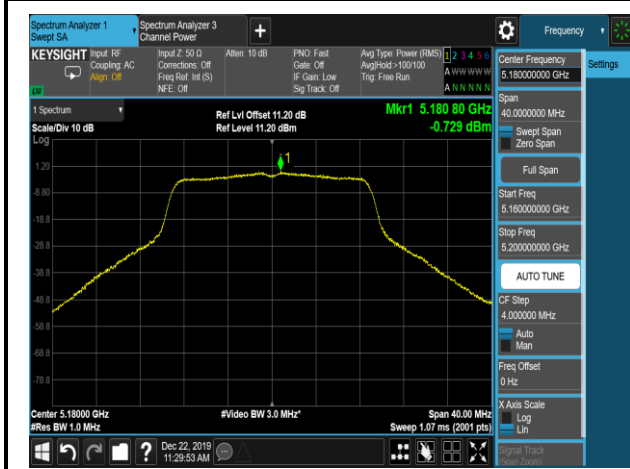 Spectrum Analyzer 1
Swept SA
Spectrum Analyzer 3
Channel Power
+
Frequency
KEYSIGHT
Input: RF
Coupling: AC
Align: Off
Input Z: 50 Ω
Corrections: Off
Freq Ref: Int (S)
NFE: Off
Atten: 10 dB
PNO: Fast
Gate: Off
IF Gain: Low
Sig Track: Off
Avg Type: Power (RMS)
Avg|Hold:>100/100
Trig: Free Run
1 2 3 4 5 6
A W W W W W
A N N N N N
LXI
1 Spectrum
Scale/Div 10 dB
Log
Ref Lvl Offset 11.20 dB
Ref Level 11.20 dBm
Mkr1 5.180 80 GHz
-0.729 dBm
1
1.20
-8.80
-18.8
-28.8
-38.8
-48.8
-58.8
-68.8
-78.8
Center 5.18000 GHz
#Res BW 1.0 MHz
#Video BW 3.0 MHz*
Span 40.00 MHz
Sweep 1.07 ms (2001 pts)
Dec 22, 2019
11:29:53 AM
?
Center Frequency
5.180000000 GHz
Settings
Span
40.0000000 MHz
Swept Span
Zero Span
Full Span
Start Freq
5.160000000 GHz
Stop Freq
5.200000000 GHz
AUTO TUNE
CF Step
4.000000 MHz
Auto
Man
Freq Offset
0 Hz
X Axis Scale
Log
Lin
Signal Track
(Span Zoom)